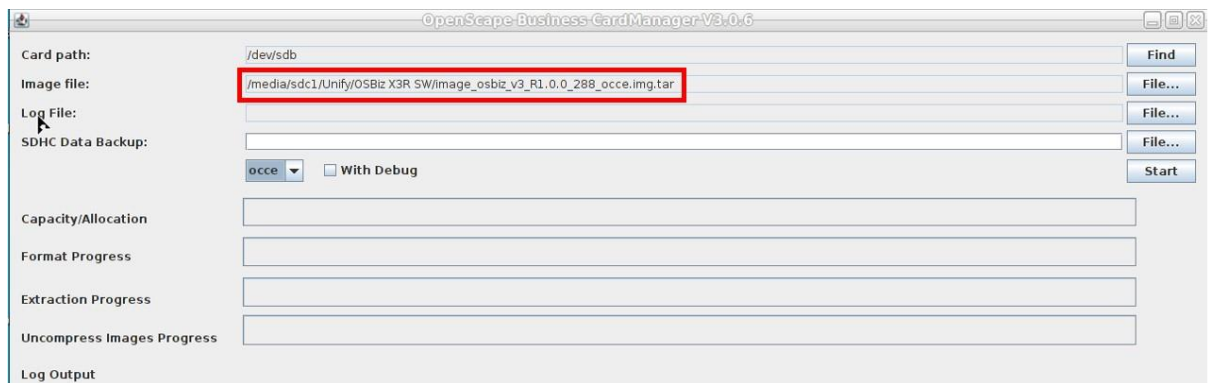 OpenScape Business CardManager V3.0.6
Card path: /dev/sdb Find
Image file: /media/sdc1/Unify/OSBiz X3R SW/image_osbiz_v3_R1.0.0_288_occe.img.tar File...
Log File: File...
SDHC Data Backup: File...
occe With Debug Start
Capacity/Allocation
Format Progress
Extraction Progress
Uncompress Images Progress
Log Output